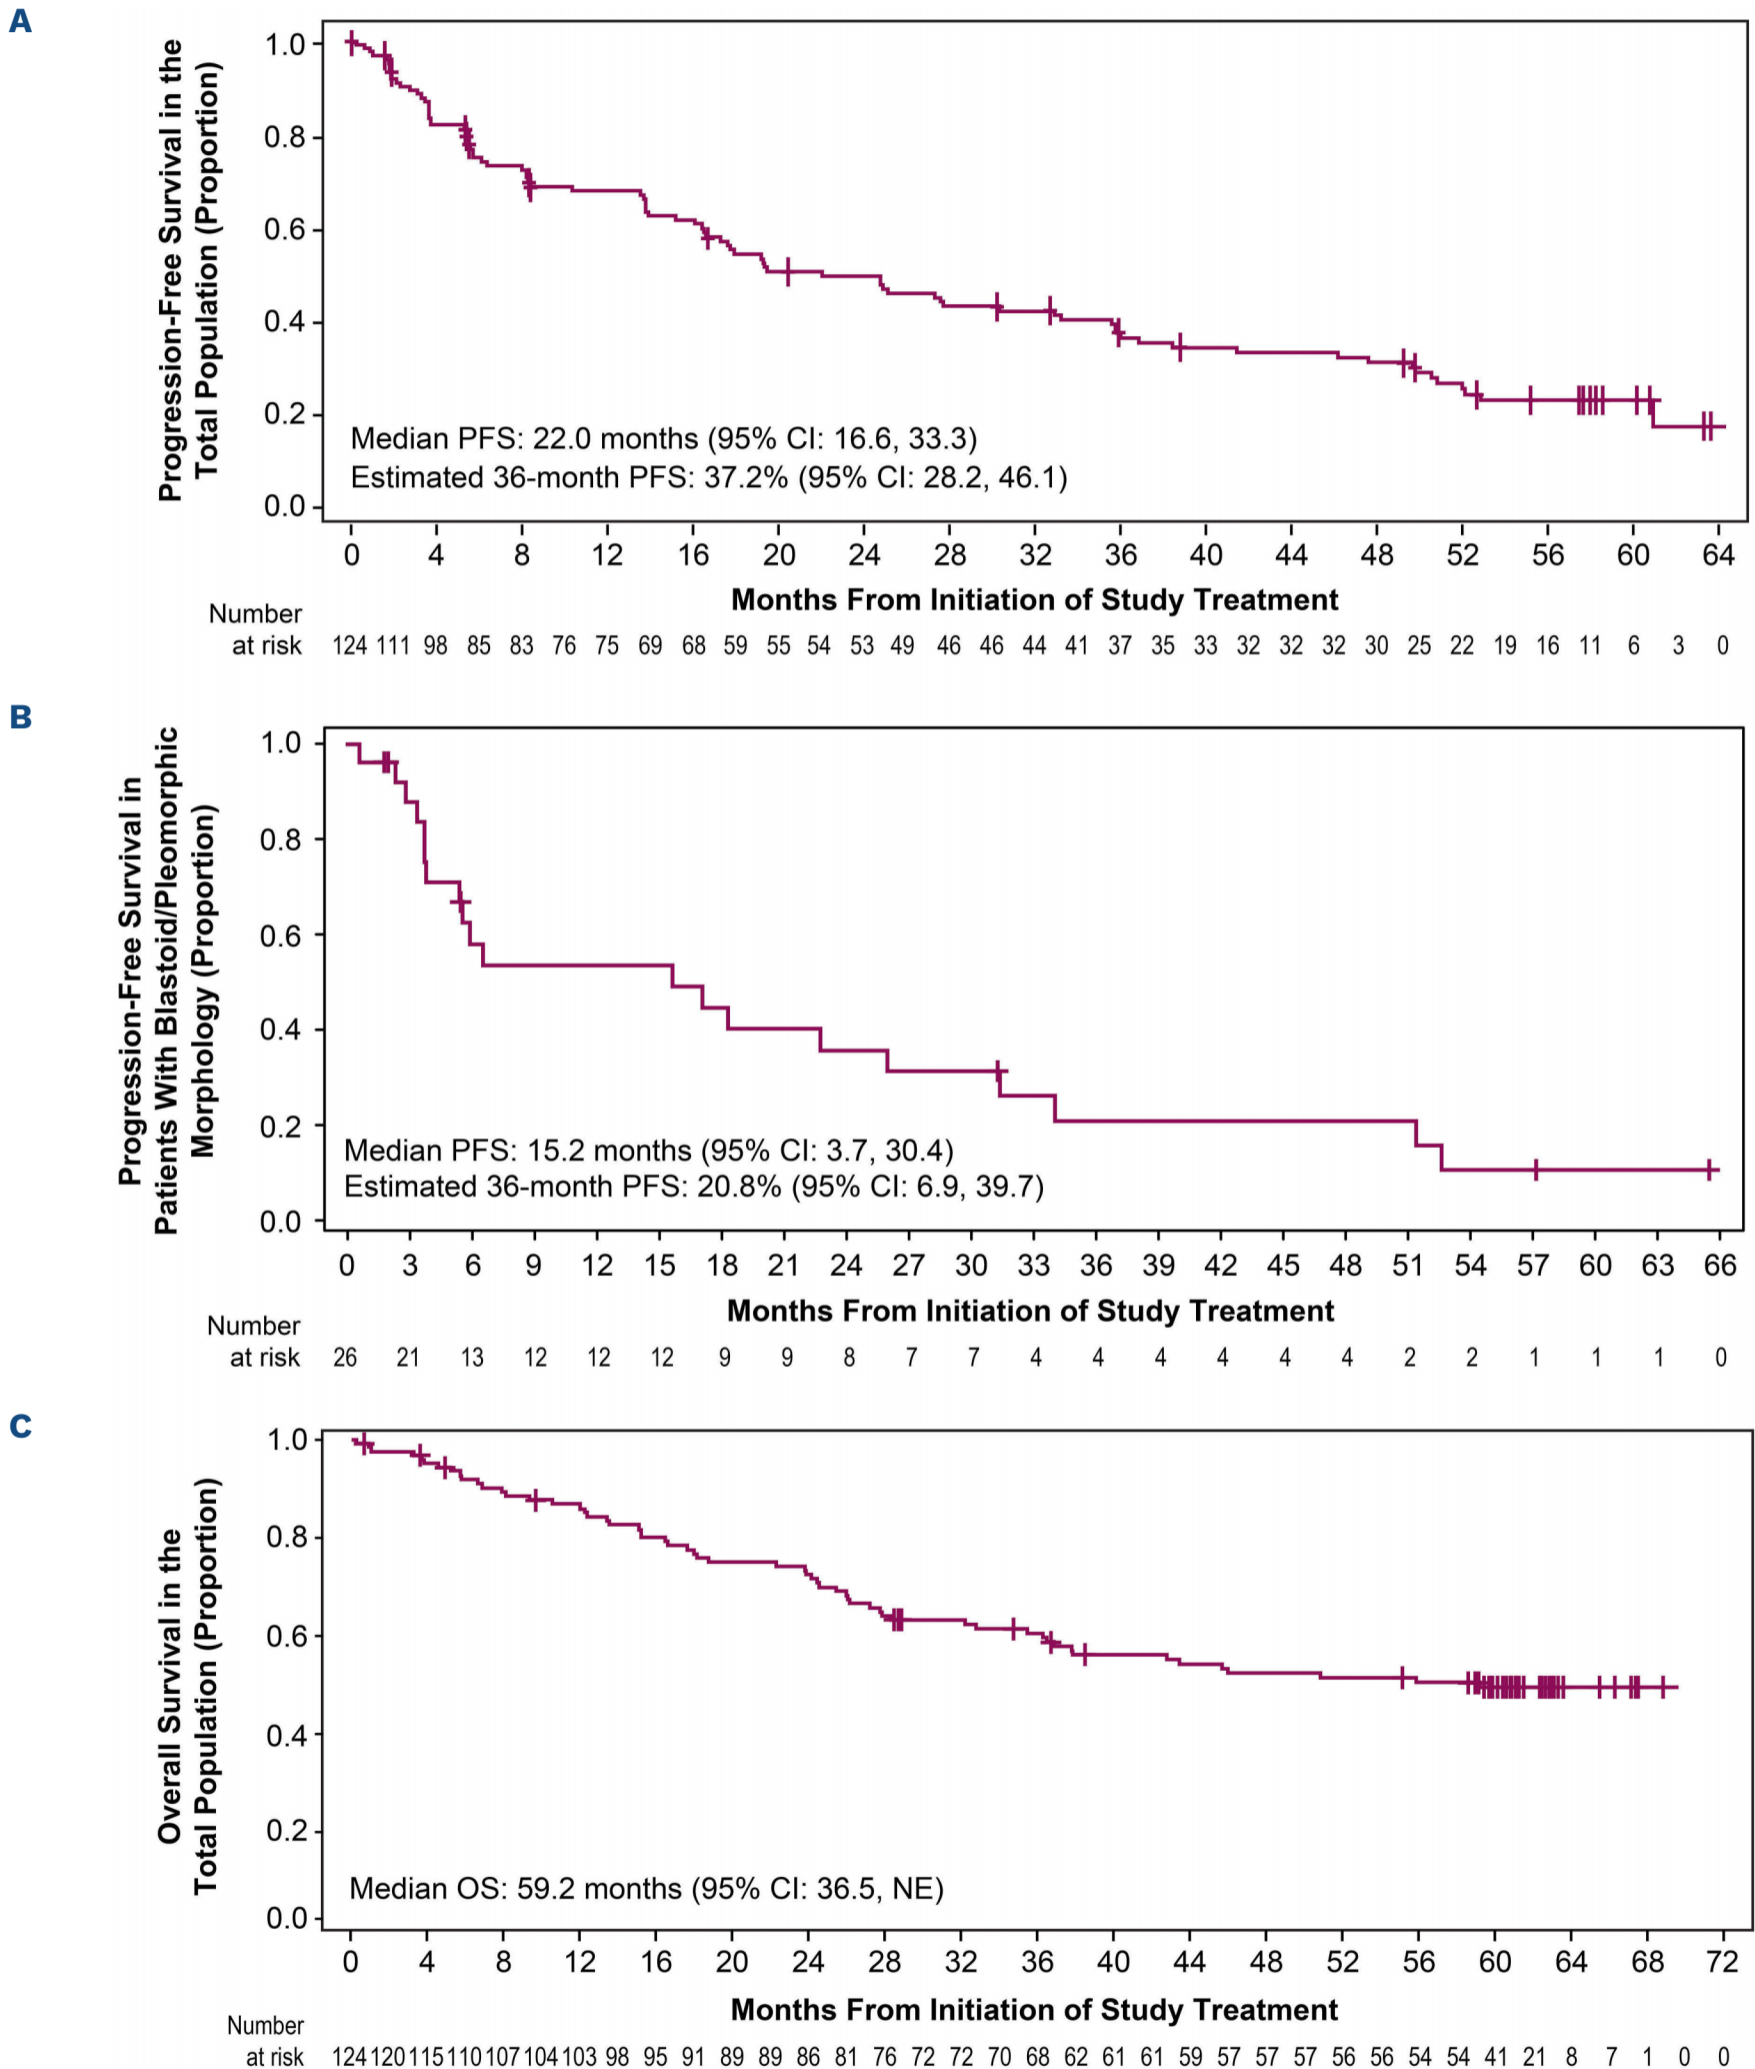 A
Progression-Free Survival in the
Total Population (Proportion)
1.0
0.8
0.6
0.4
0.2
0.0
Median PFS: 22.0 months (95% CI: 16.6, 33.3)
Estimated 36-month PFS: 37.2% (95% CI: 28.2, 46.1)
0 4 8 12 16 20 24 28 32 36 40 44 48 52 56 60 64
Months From Initiation of Study Treatment
Number
at risk 124 111 98 85 83 76 75 69 68 59 55 54 53 49 46 46 44 41 37 35 33 32 32 32 30 25 22 19 16 11 6 3 0
B
Progression-Free Survival in
Patients With Blastoid/Pleomorphic
Morphology (Proportion)
1.0
0.8
0.6
0.4
0.2
0.0
Median PFS: 15.2 months (95% CI: 3.7, 30.4)
Estimated 36-month PFS: 20.8% (95% CI: 6.9, 39.7)
0 3 6 9 12 15 18 21 24 27 30 33 36 39 42 45 48 51 54 57 60 63 66
Months From Initiation of Study Treatment
Number
at risk 26 21 13 12 12 12 9 9 8 7 7 4 4 4 4 4 4 2 2 1 1 1 0
C
Overall Survival in the
Total Population (Proportion)
1.0
0.8
0.6
0.4
0.2
0.0
Median OS: 59.2 months (95% CI: 36.5, NE)
0 4 8 12 16 20 24 28 32 36 40 44 48 52 56 60 64 68 72
Months From Initiation of Study Treatment
Number
at risk 124 120 115 110 107 104 103 98 95 91 89 89 86 81 76 72 72 70 68 62 61 61 59 57 57 57 56 56 54 54 41 21 8 7 1 0 0